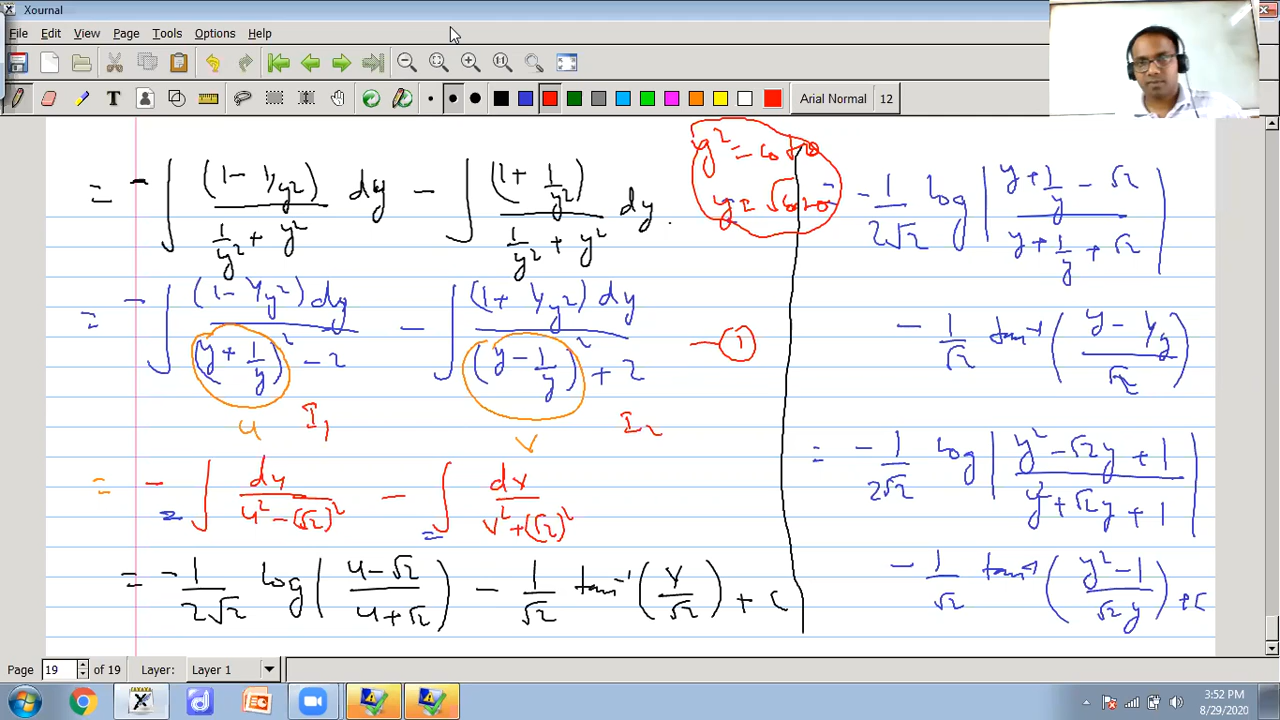 Xournal
File Edit View Page Tools Options Help
Arial Normal 12
= - ∫ (1 - 1/y²) / (1/y² + y²) dy - ∫ (1 + 1/y²) / (1/y² + y²) dy.
y² = cotθ
y =
= - ∫ (1 - 1/y²) dy / ((y + 1/y)² - 2) - ∫ (1 + 1/y²) dy / ((y - 1/y)² + 2) — ①
u I₁ v I₂
= - ∫ du / (u² - (√2)²) - ∫ dv / (v² + (√2)²)
= - 1/2√2 log ( u - √2 / u + √2 ) - 1/√2 tan⁻¹ ( v / √2 ) + C
= - 1/2√2 log | y + 1/y - √2 / y + 1/y + √2 |
- 1/√2 tan⁻¹ ( y - 1/y / √2 )
= - 1/2√2 log | y² - √2y + 1 / y² + √2y + 1 |
- 1/√2 tan⁻¹ ( y² - 1 / √2y ) + C
Page 19 of 19 Layer: Layer 1
3:52 PM
8/29/2020